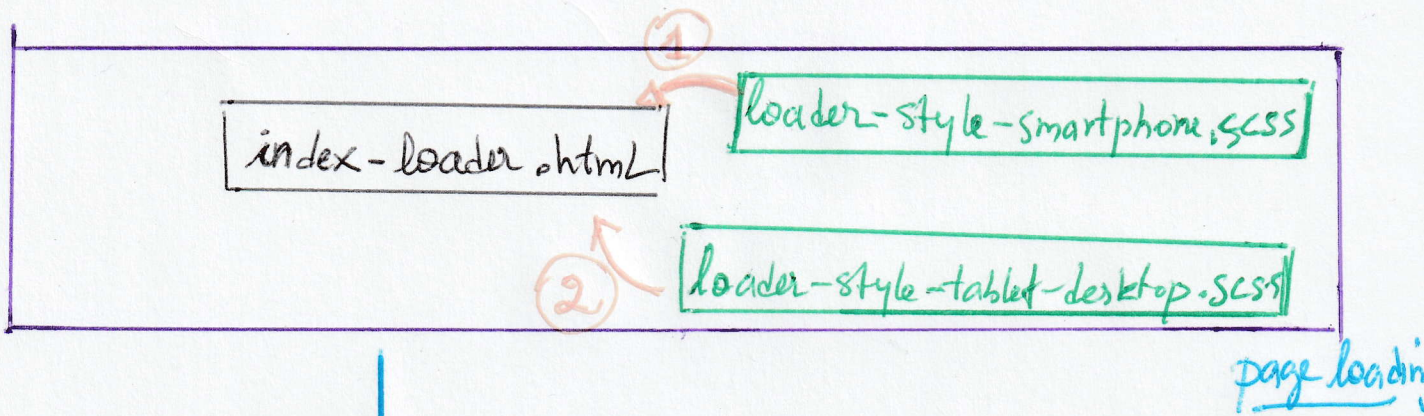 1
loader-style-smartphone.scss
index-loader.html
2
loader-style-tablet-desktop.scss
page loadin